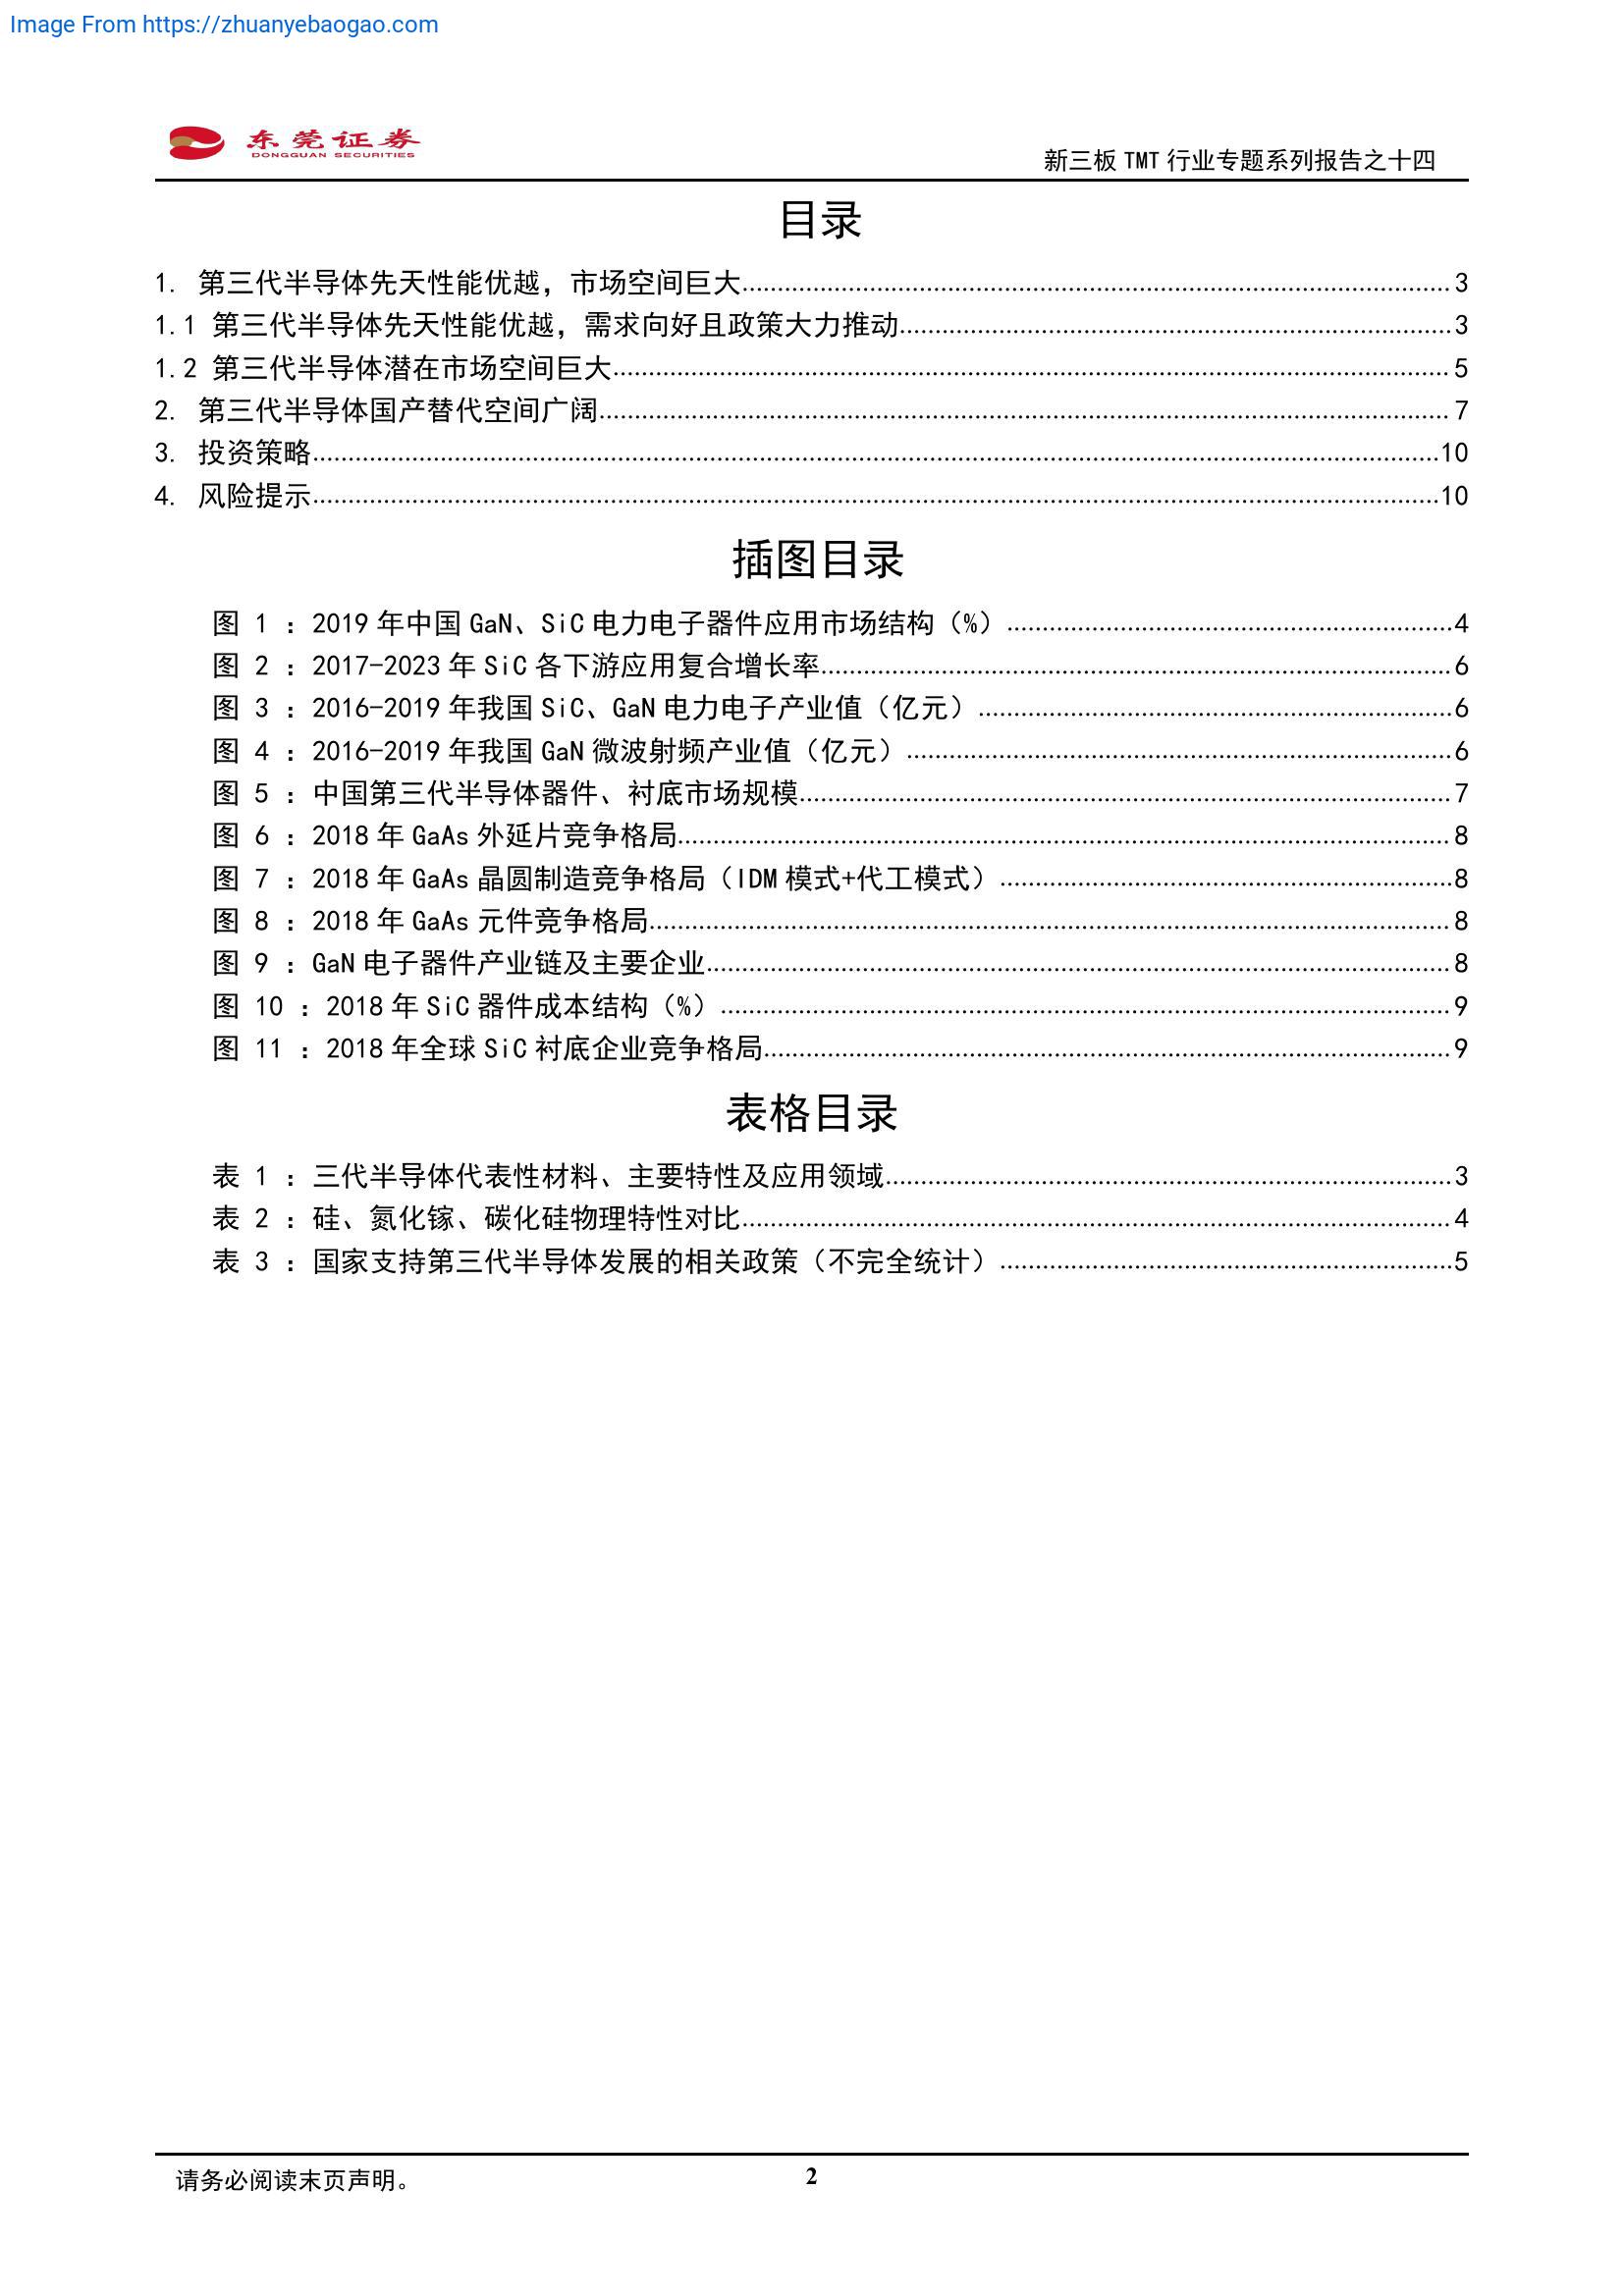 Image From https://zhuanyebaogao.com
东莞证券
DONGGUAN SECURITIES
新三板 TMT 行业专题系列报告之十四
目录
1. 第三代半导体先天性能优越，市场空间巨大 3
1.1 第三代半导体先天性能优越，需求向好且政策大力推动 3
1.2 第三代半导体潜在市场空间巨大 5
2. 第三代半导体国产替代空间广阔 7
3. 投资策略 10
4. 风险提示 10
插图目录
图 1 ：2019 年中国 GaN、SiC 电力电子器件应用市场结构（%） 4
图 2 ：2017-2023 年 SiC 各下游应用复合增长率 6
图 3 ：2016-2019 年我国 SiC、GaN 电力电子产业值（亿元） 6
图 4 ：2016-2019 年我国 GaN 微波射频产业值（亿元） 6
图 5 ：中国第三代半导体器件、衬底市场规模 7
图 6 ：2018 年 GaAs 外延片竞争格局 8
图 7 ：2018 年 GaAs 晶圆制造竞争格局（IDM 模式+代工模式） 8
图 8 ：2018 年 GaAs 元件竞争格局 8
图 9 ：GaN 电子器件产业链及主要企业 8
图 10 ：2018 年 SiC 器件成本结构（%） 9
图 11 ：2018 年全球 SiC 衬底企业竞争格局 9
表格目录
表 1 ：三代半导体代表性材料、主要特性及应用领域 3
表 2 ：硅、氮化镓、碳化硅物理特性对比 4
表 3 ：国家支持第三代半导体发展的相关政策（不完全统计） 5
请务必阅读末页声明。
2